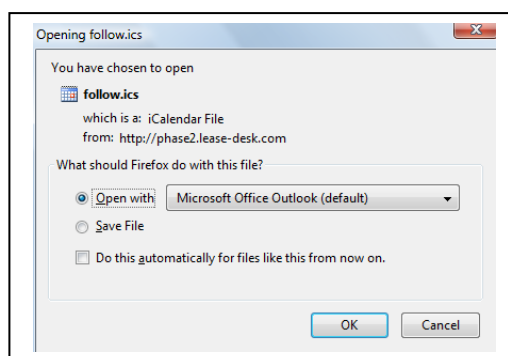 Opening follow.ics
You have chosen to open
follow.ics
which is a: iCalendar File
from: http://phase2.lease-desk.com
What should Firefox do with this file?
Open with Microsoft Office Outlook (default)
Save File
Do this automatically for files like this from now on.
OK Cancel